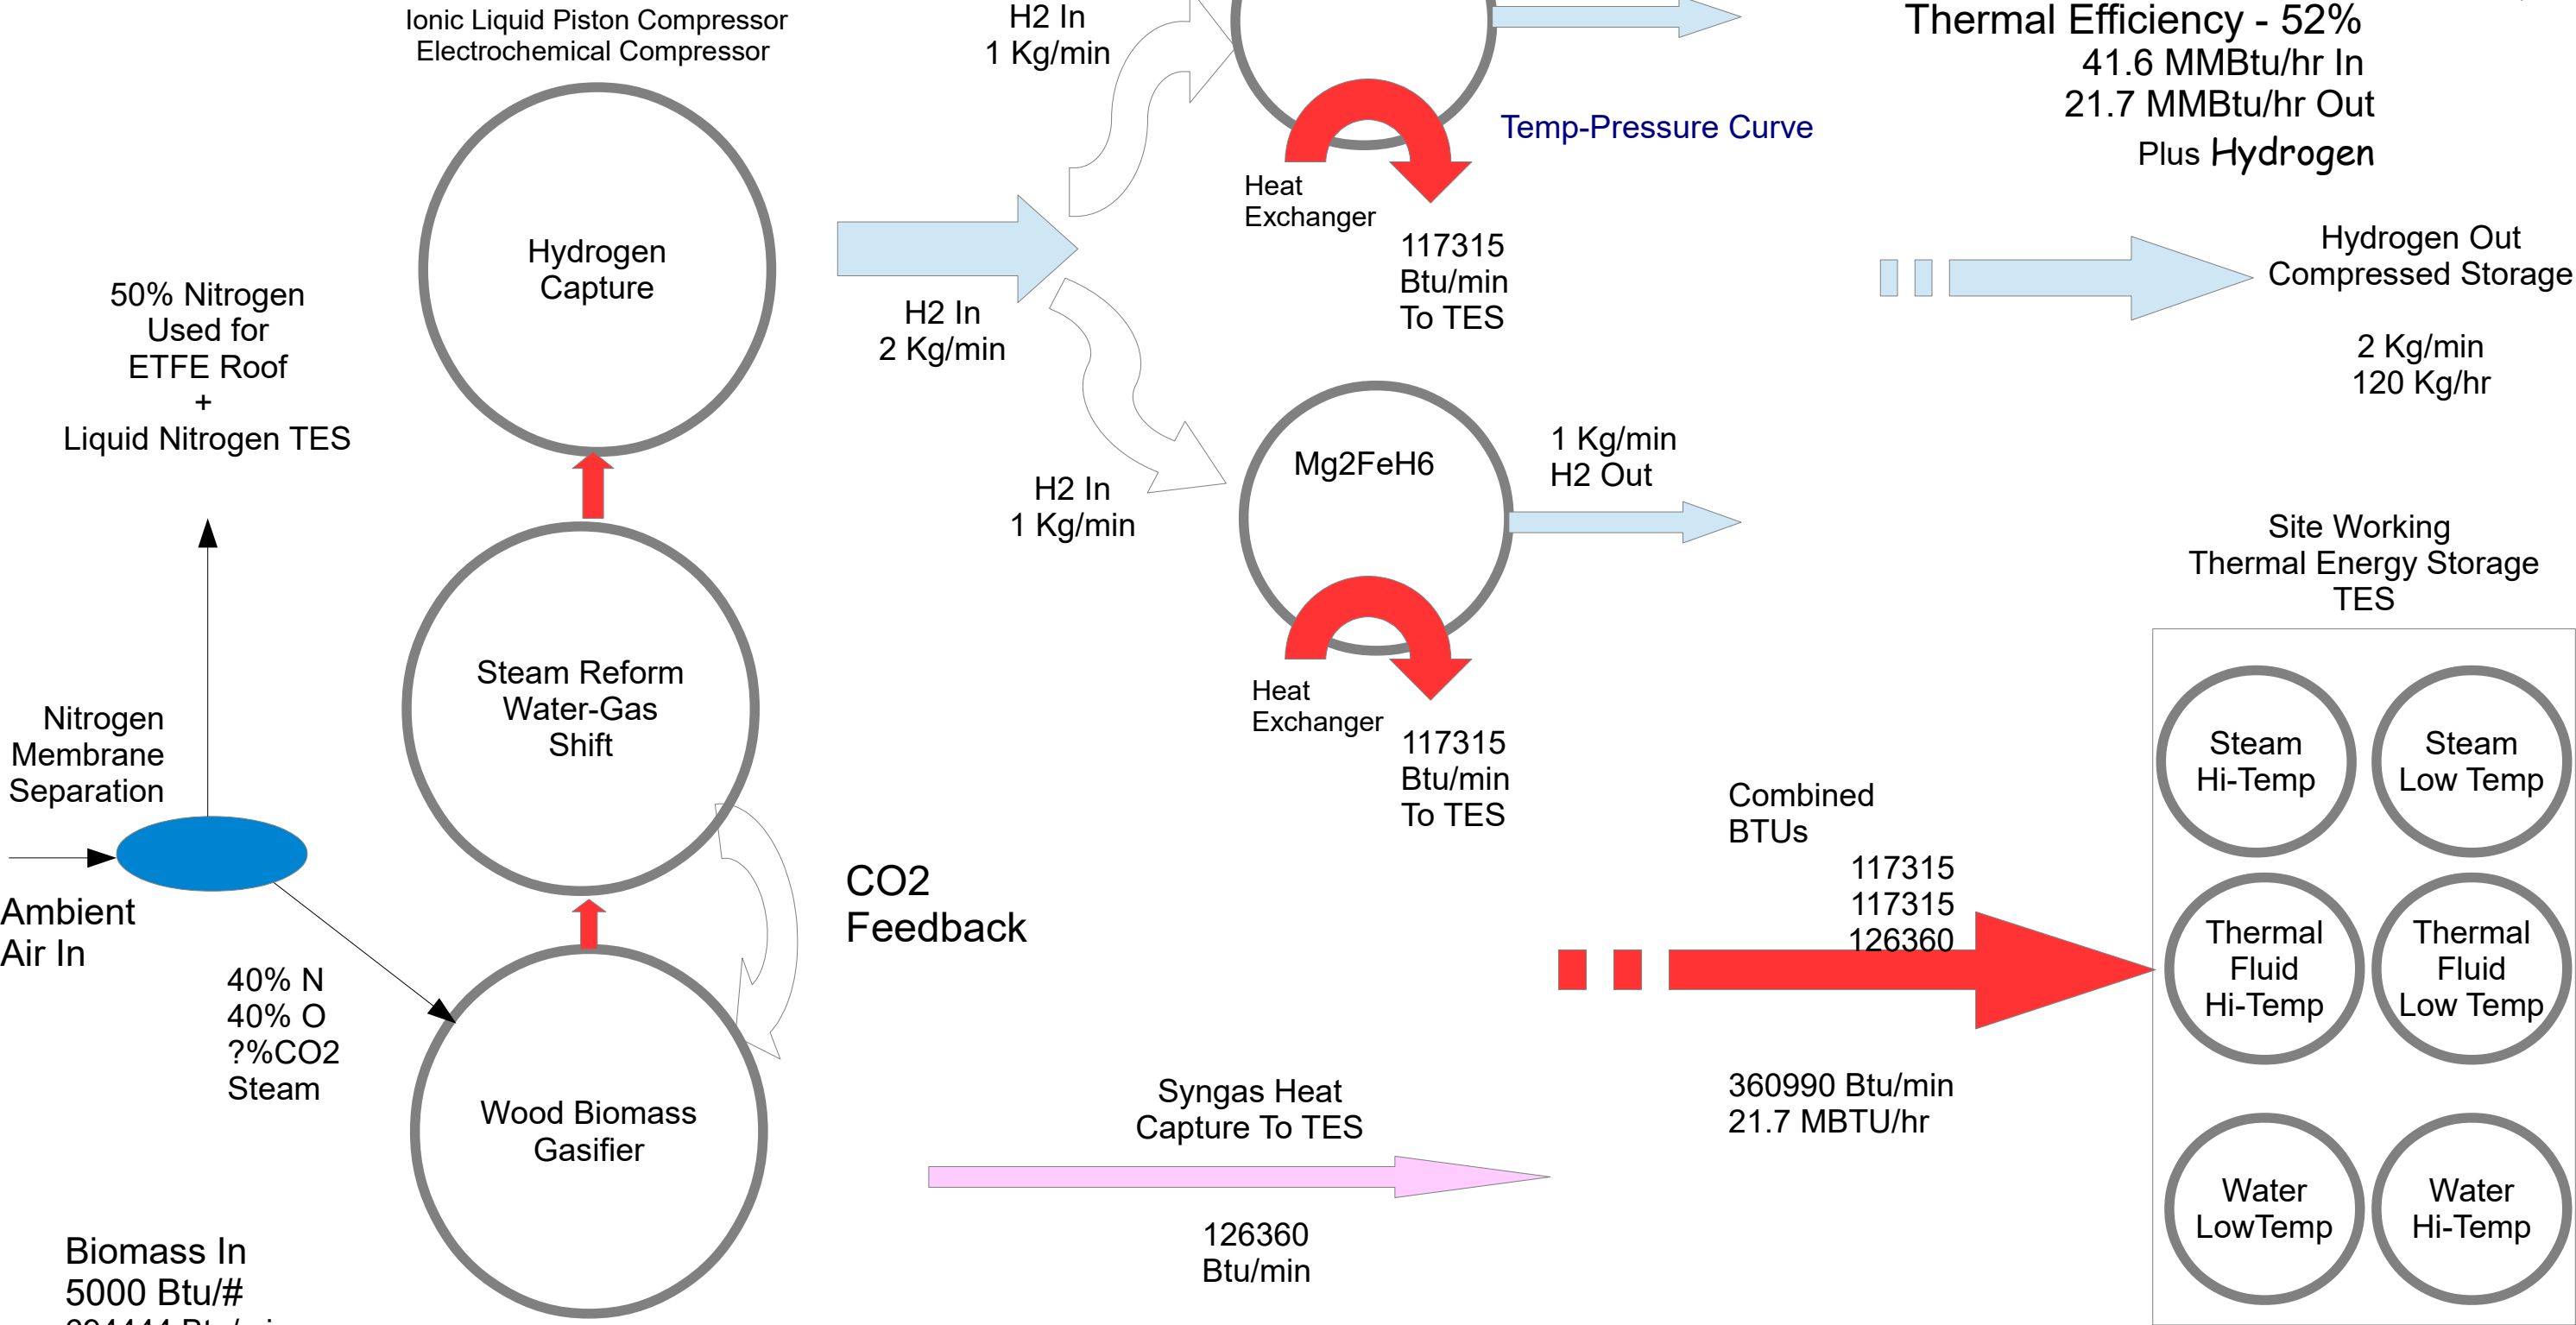 Ionic Liquid Piston Compressor
Electrochemical Compressor
Hydrogen
Capture
50% Nitrogen
Used for
ETFE Roof
+
Liquid Nitrogen TES
Nitrogen
Membrane
Separation
Ambient
Air In
40% N
40% O
?%CO2
Steam
Steam Reform
Water-Gas
Shift
CO2
Feedback
Wood Biomass
Gasifier
Biomass In
5000 Btu/#
H2 In
1 Kg/min
H2 In
2 Kg/min
H2 In
1 Kg/min
Heat
Exchanger
117315
Btu/min
To TES
Temp-Pressure Curve
Mg2FeH6
1 Kg/min
H2 Out
Heat
Exchanger
117315
Btu/min
To TES
Syngas Heat
Capture To TES
126360
Btu/min
Combined
BTUs
117315
117315
126360
360990 Btu/min
21.7 MBTU/hr
Thermal Efficiency - 52%
41.6 MMBtu/hr In
21.7 MMBtu/hr Out
Plus Hydrogen
Hydrogen Out
Compressed Storage
2 Kg/min
120 Kg/hr
Site Working
Thermal Energy Storage
TES
Steam
Hi-Temp
Steam
Low Temp
Thermal
Fluid
Hi-Temp
Thermal
Fluid
Low Temp
Water
LowTemp
Water
Hi-Temp